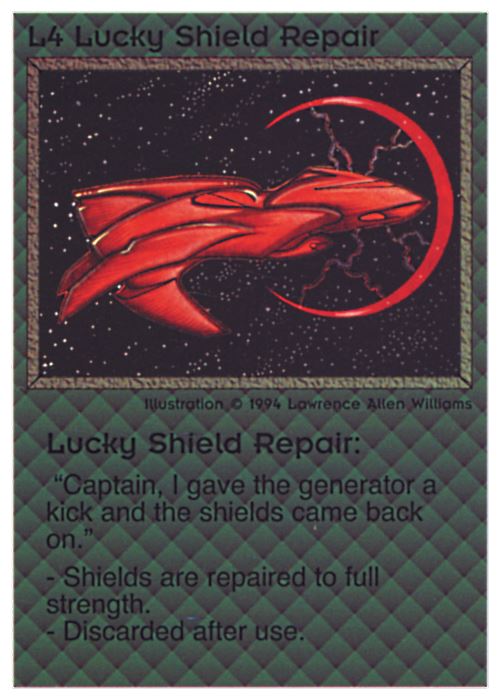 L4 Lucky Shield Repair
Illustration © 1994 Lawrence Allen Williams
Lucky Shield Repair:
“Captain, I gave the generator a
kick and the shields came back
on.”
- Shields are repaired to full
strength.
- Discarded after use.